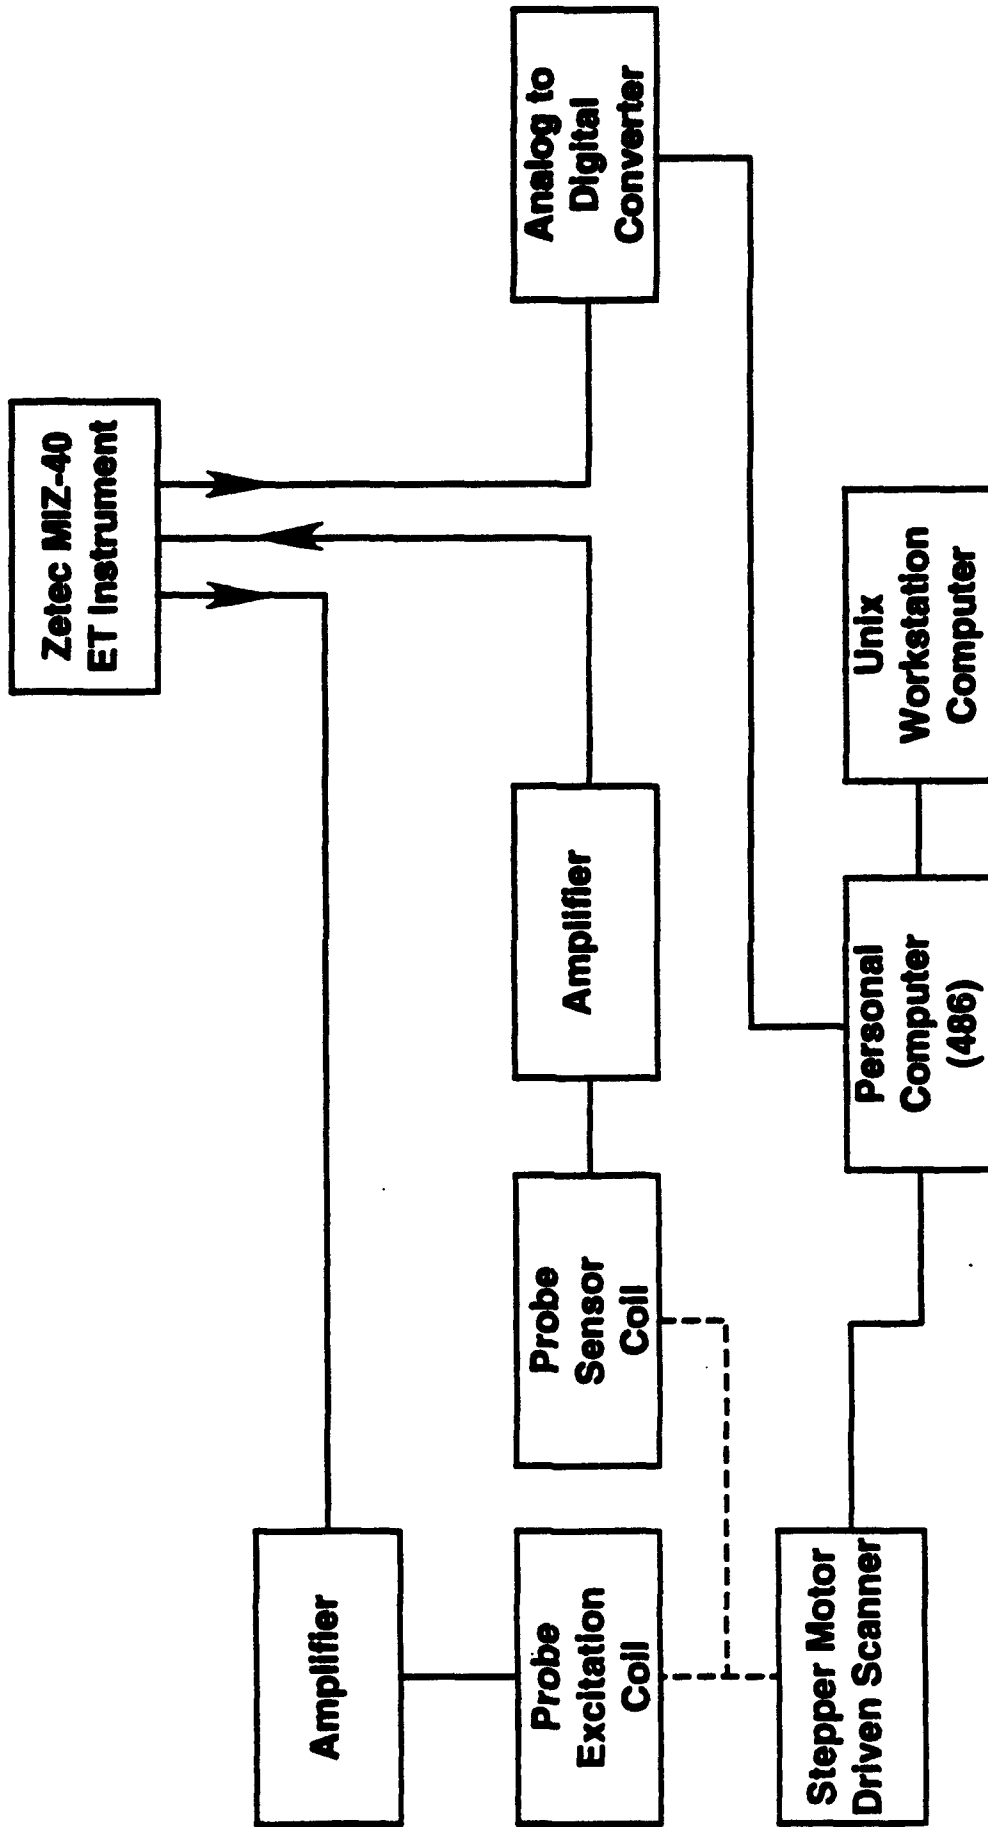 Zetec MIZ-40
ET Instrument
Amplifier
Probe
Excitation
Coil
Probe
Sensor
Coil
Amplifier
Analog to
Digital
Converter
Stepper Motor
Driven Scanner
Personal
Computer
(486)
Unix
Workstation
Computer